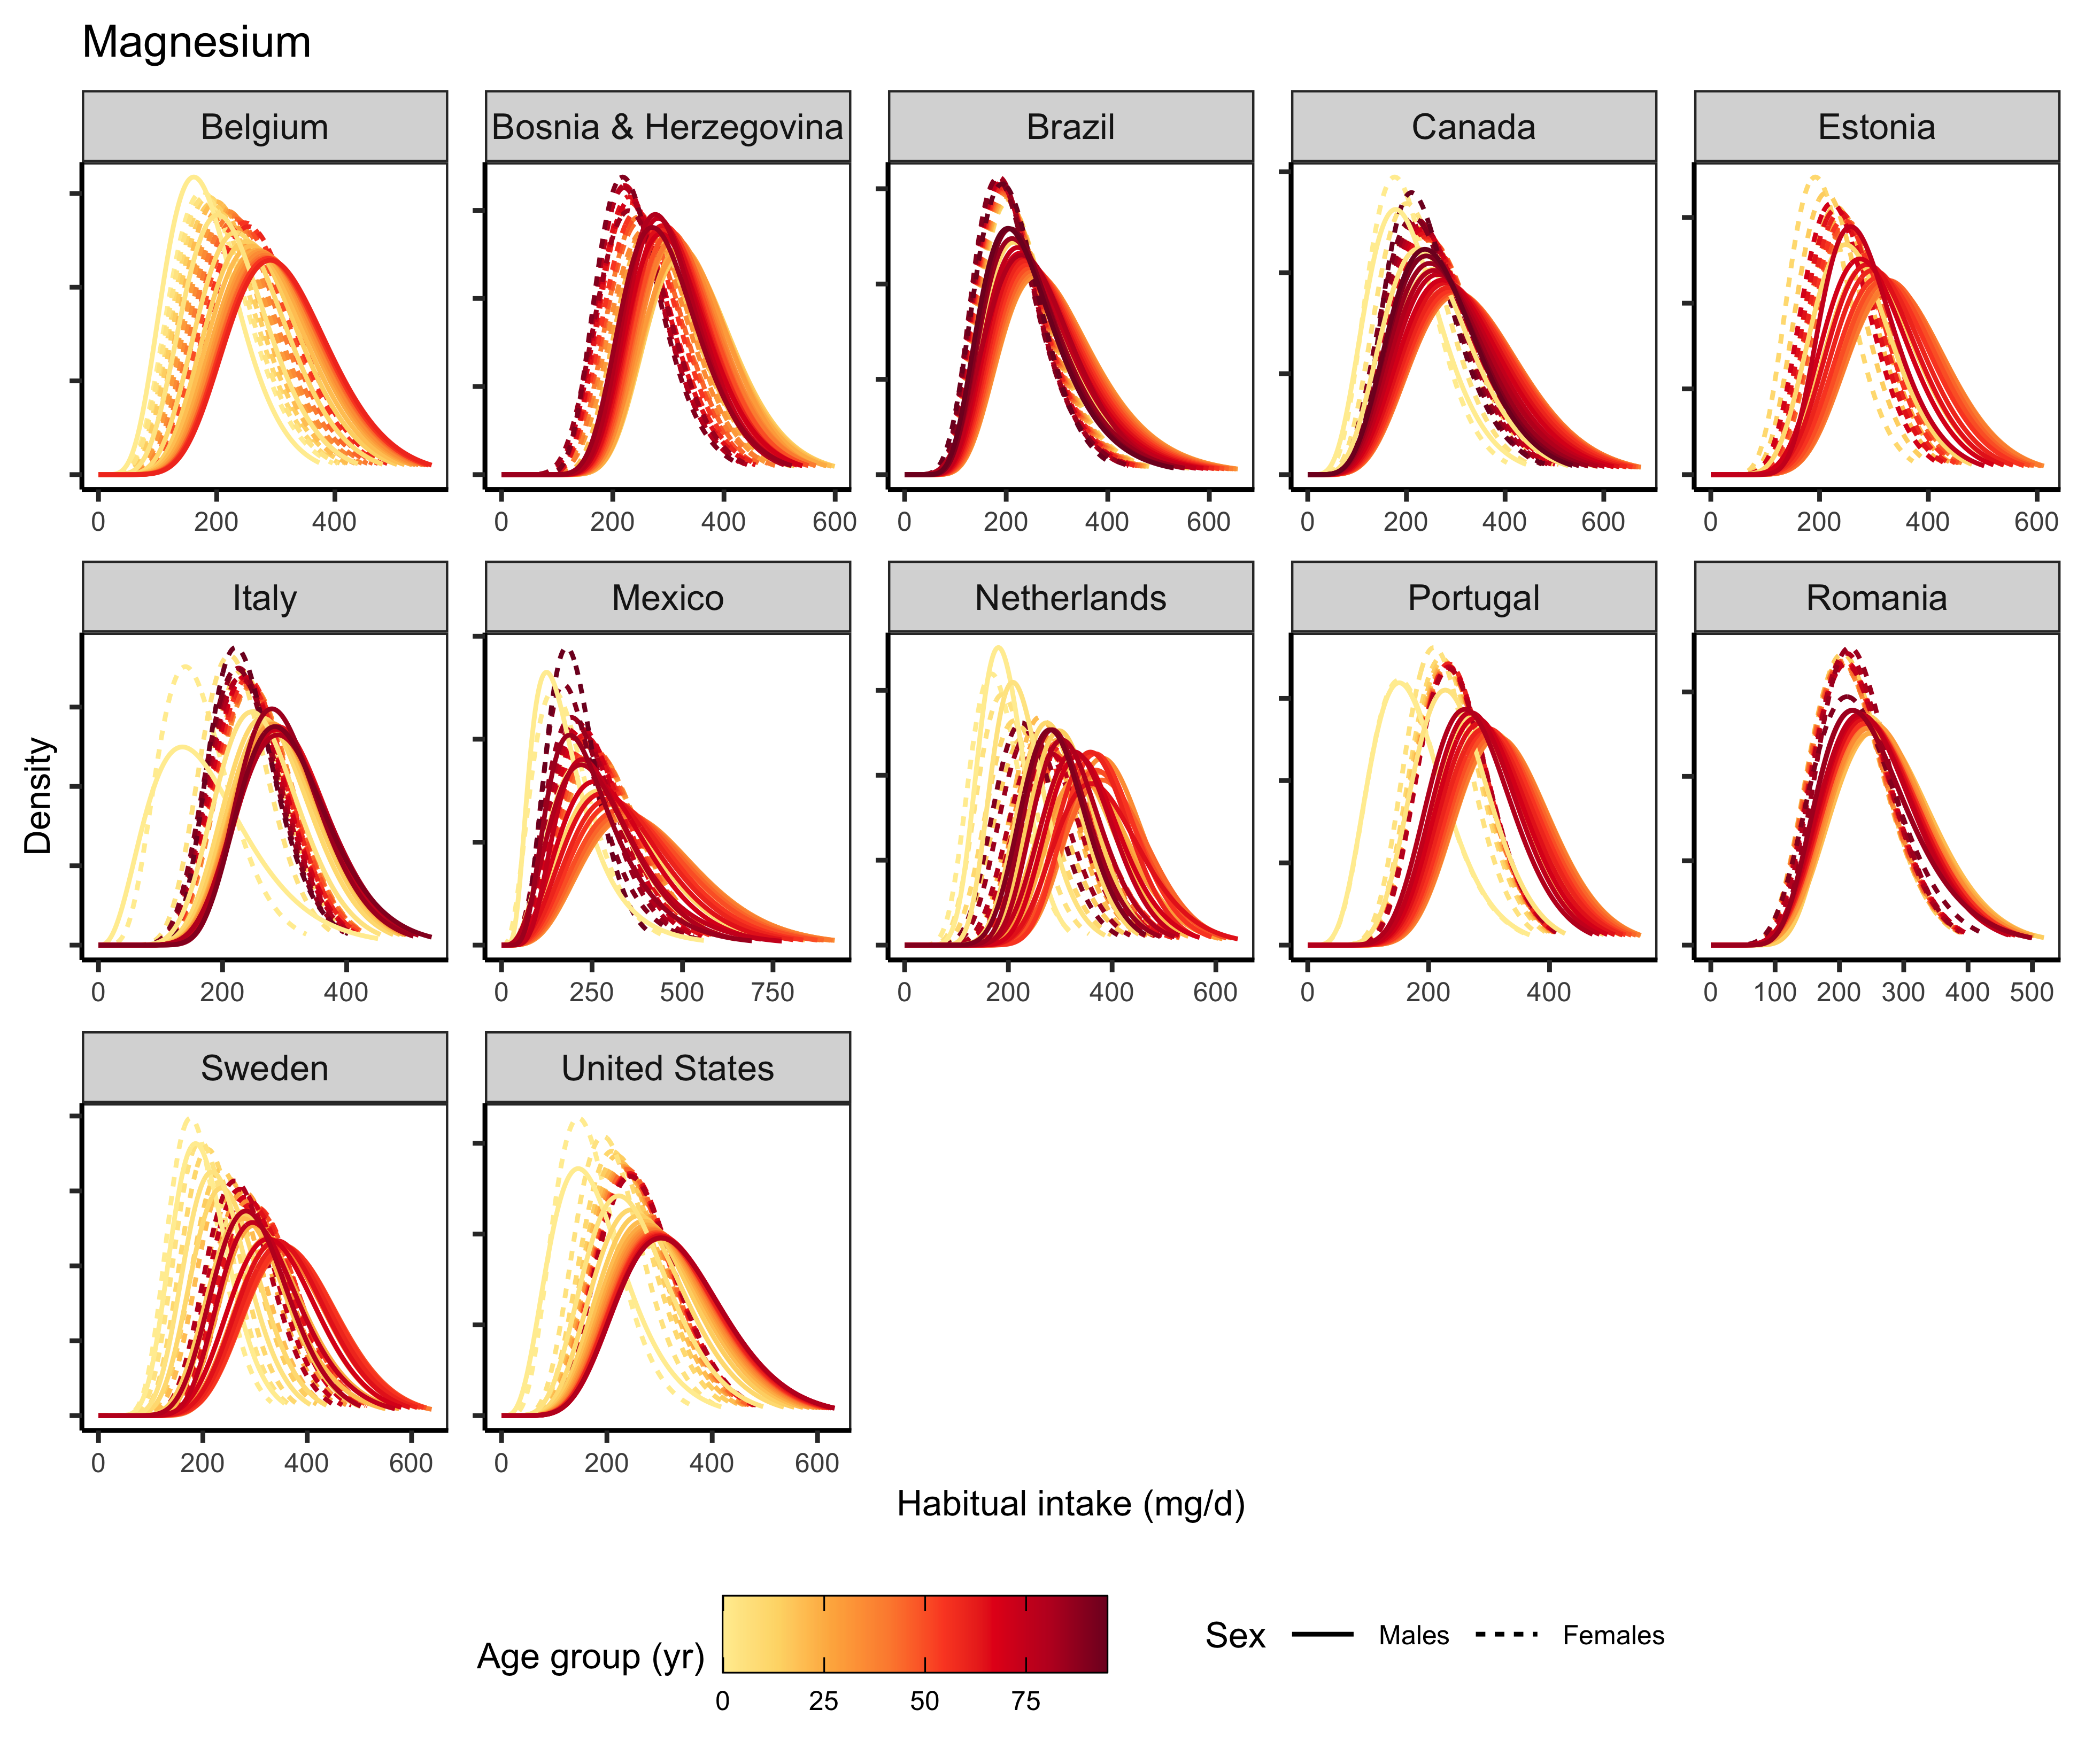 Magnesium
Belgium Bosnia & Herzegovina Brazil Canada Estonia
0 200 400 0 200 400 600 0 200 400 600 0 200 400 600 0 200 400 600
Italy Mexico Netherlands Portugal Romania
Density
0 200 400 0 250 500 750 0 200 400 600 0 200 400 0 100 200 300 400 500
Sweden United States
0 200 400 600 0 200 400 600
Habitual intake (mg/d)
Age group (yr) Sex Males Females
0 25 50 75